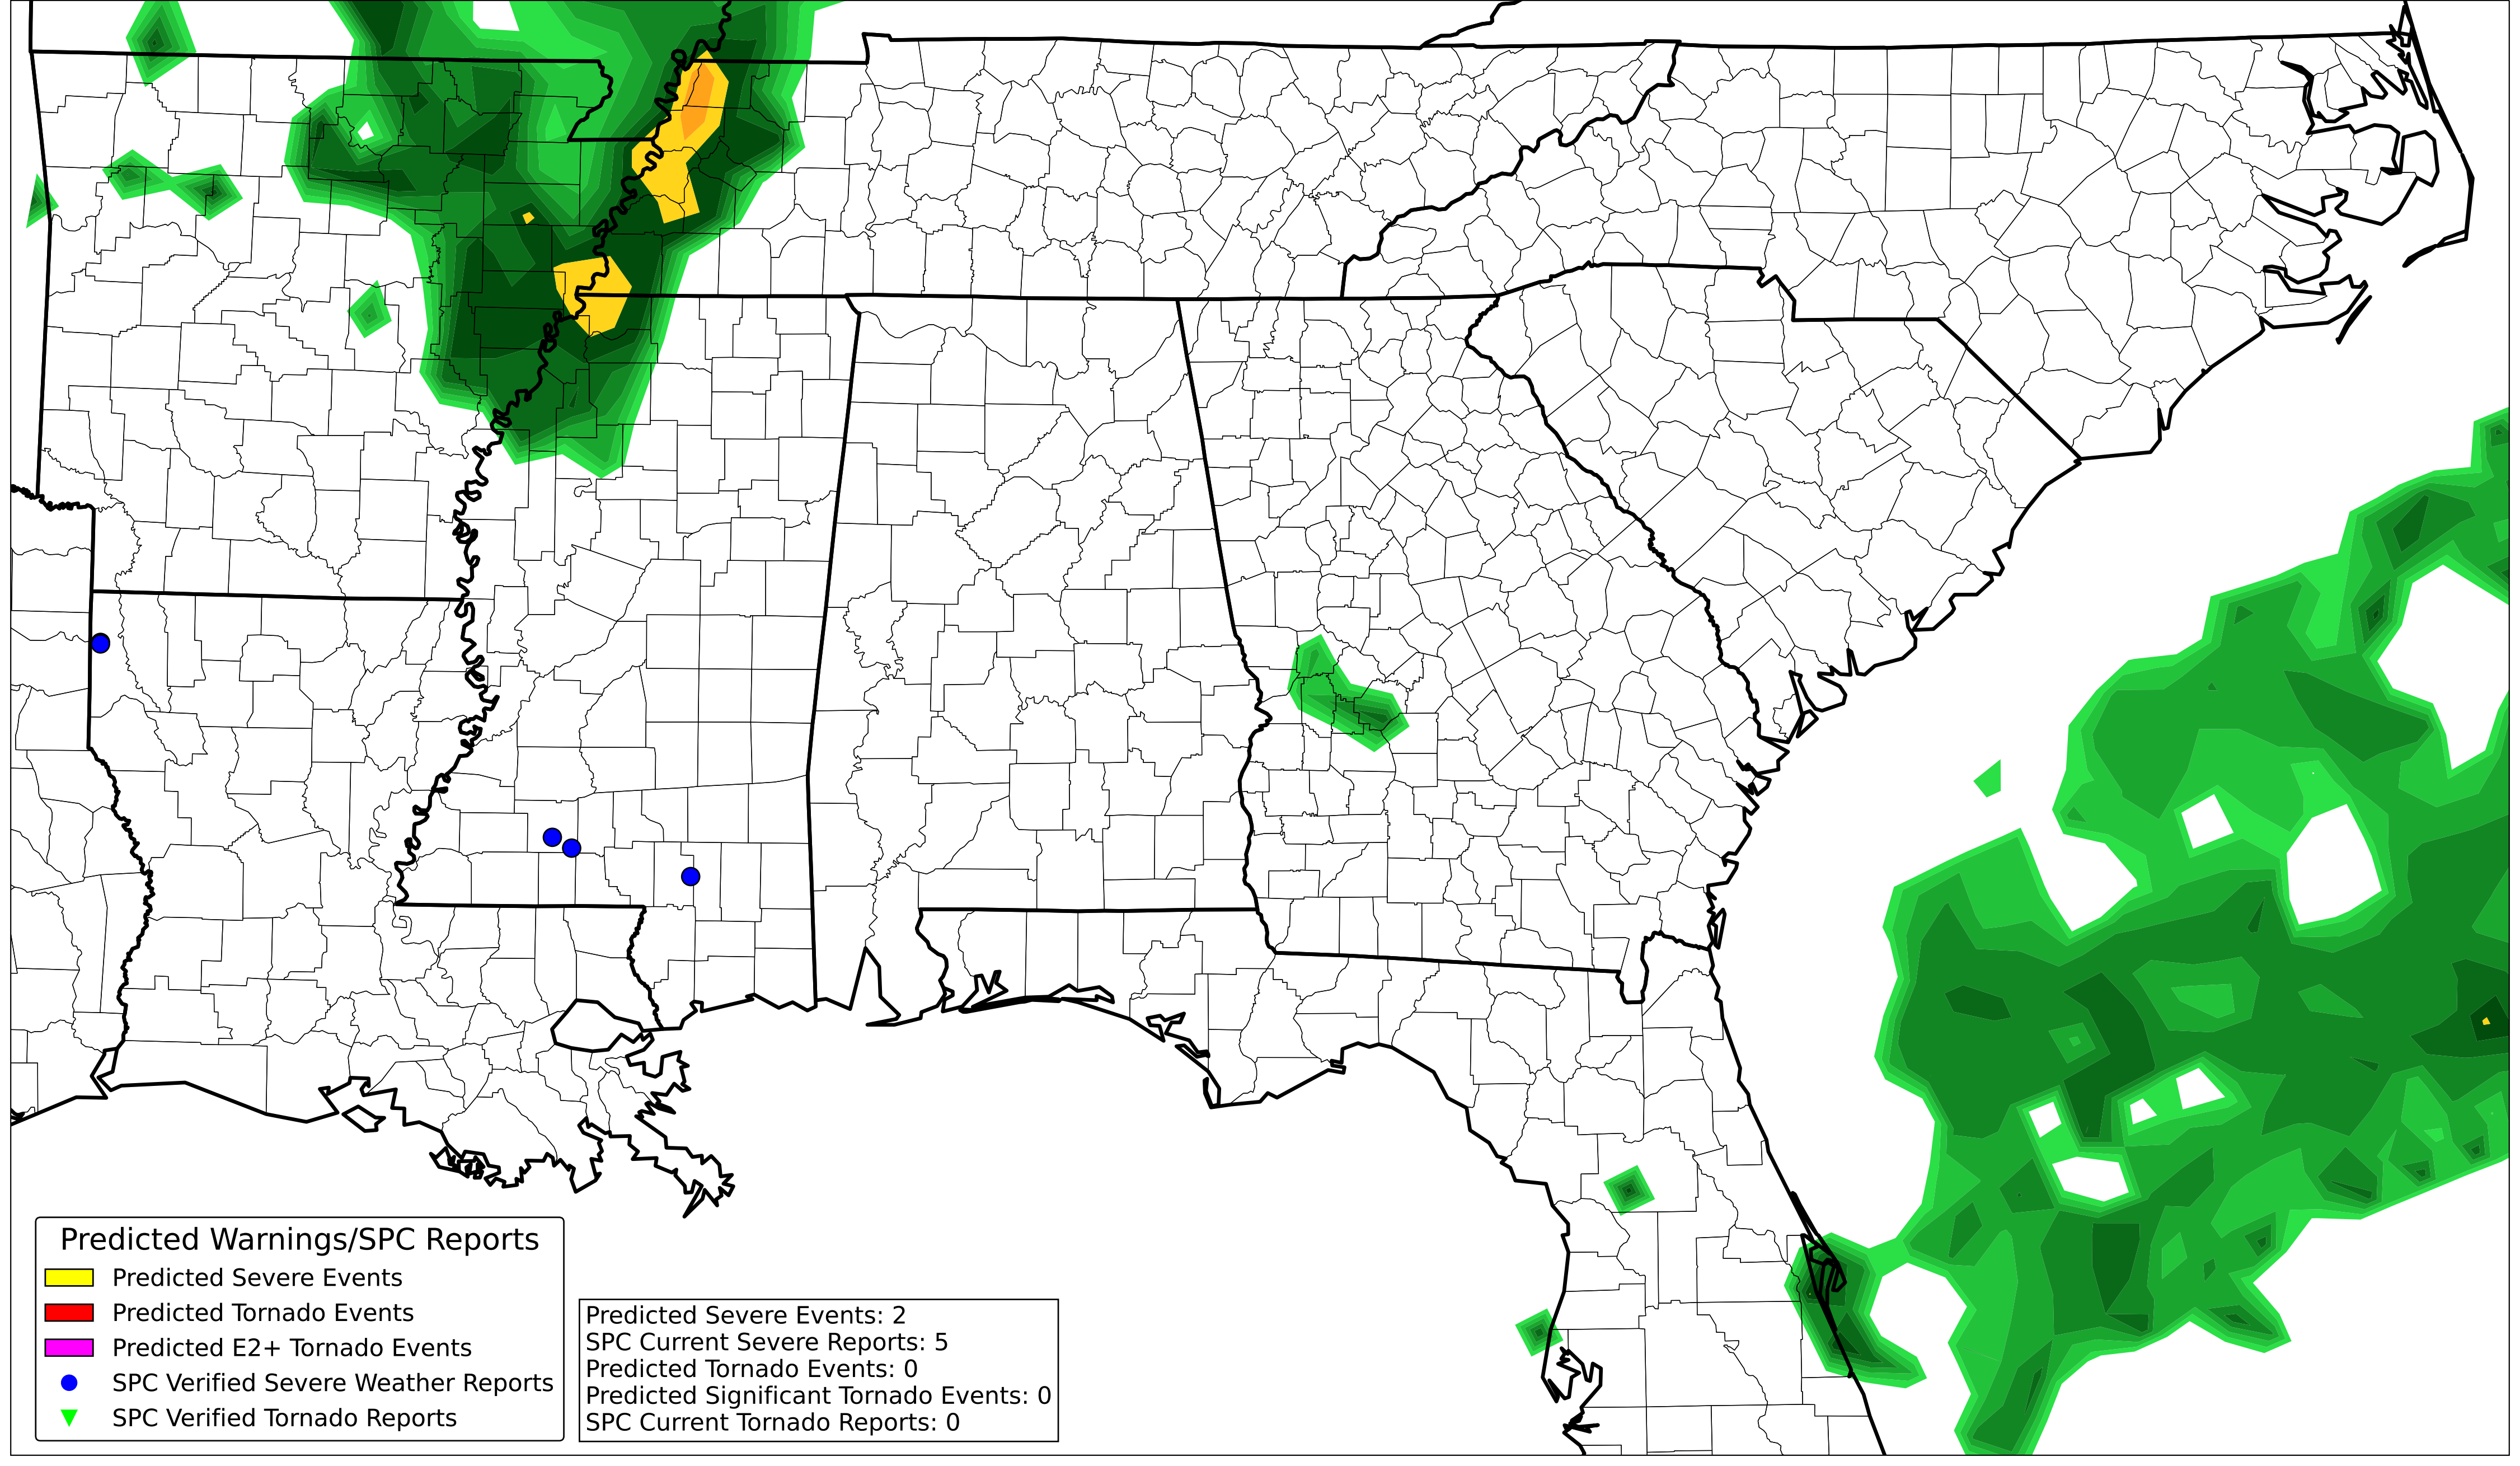 Predicted Warnings/SPC Reports
Predicted Severe Events
Predicted Tornado Events
Predicted E2+ Tornado Events
SPC Verified Severe Weather Reports
SPC Verified Tornado Reports
Predicted Severe Events: 2
SPC Current Severe Reports: 5
Predicted Tornado Events: 0
Predicted Significant Tornado Events: 0
SPC Current Tornado Reports: 0